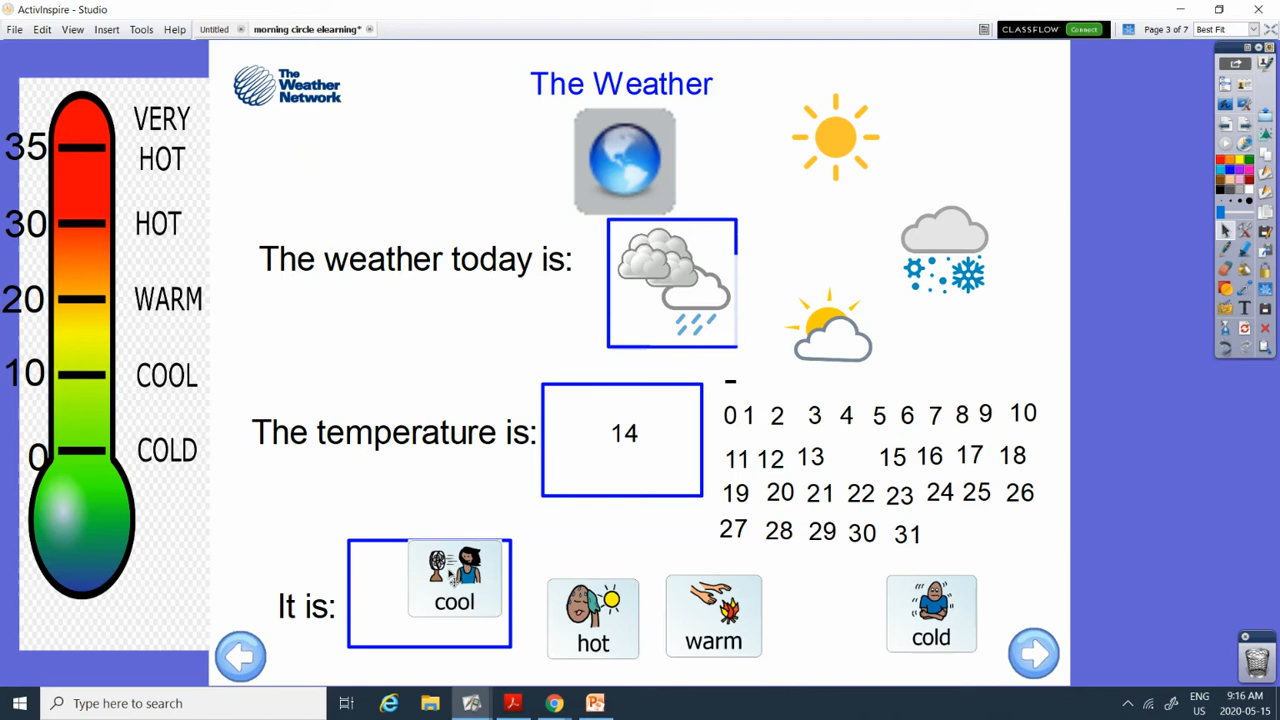 ActivInspire - Studio
File Edit View Insert Tools Help
Untitled
morning circle elearning*
CLASSFLOW Connect
Page 3 of 7
Best Fit
The Weather Network
The Weather
35
VERY HOT
30
HOT
20
WARM
10
COOL
0
COLD
The weather today is:
The temperature is:
14
-
0 1 2 3 4 5 6 7 8 9 10
11 12 13 15 16 17 18
19 20 21 22 23 24 25 26
27 28 29 30 31
It is:
cool
hot
warm
cold
Type here to search
ENG
US
9:16 AM
2020-05-15